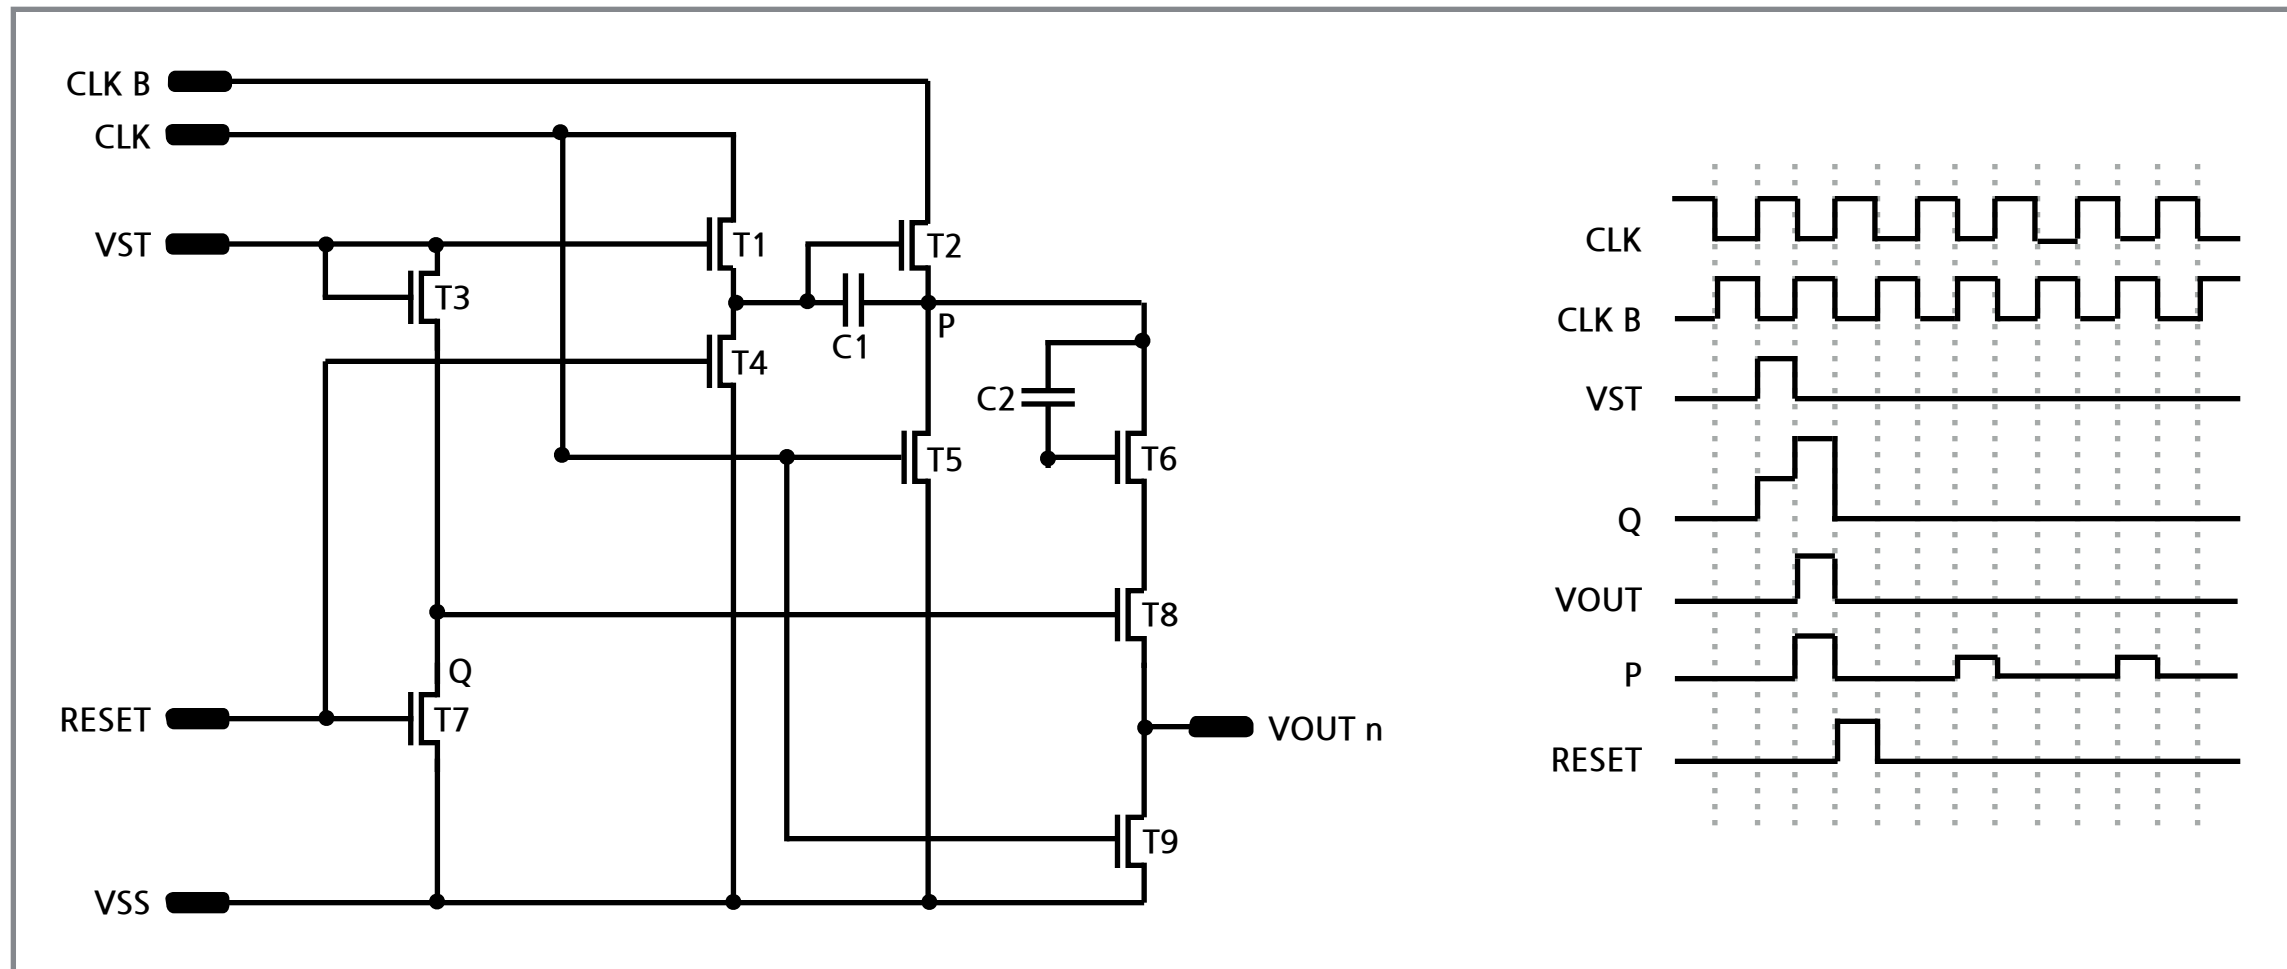 CLK B
CLK
VST
T1
T2
T3
P
C1
T4
C2
T5
T6
T8
Q
RESET
T7
VOUT n
T9
VSS
CLK
CLK B
VST
Q
VOUT
P
RESET